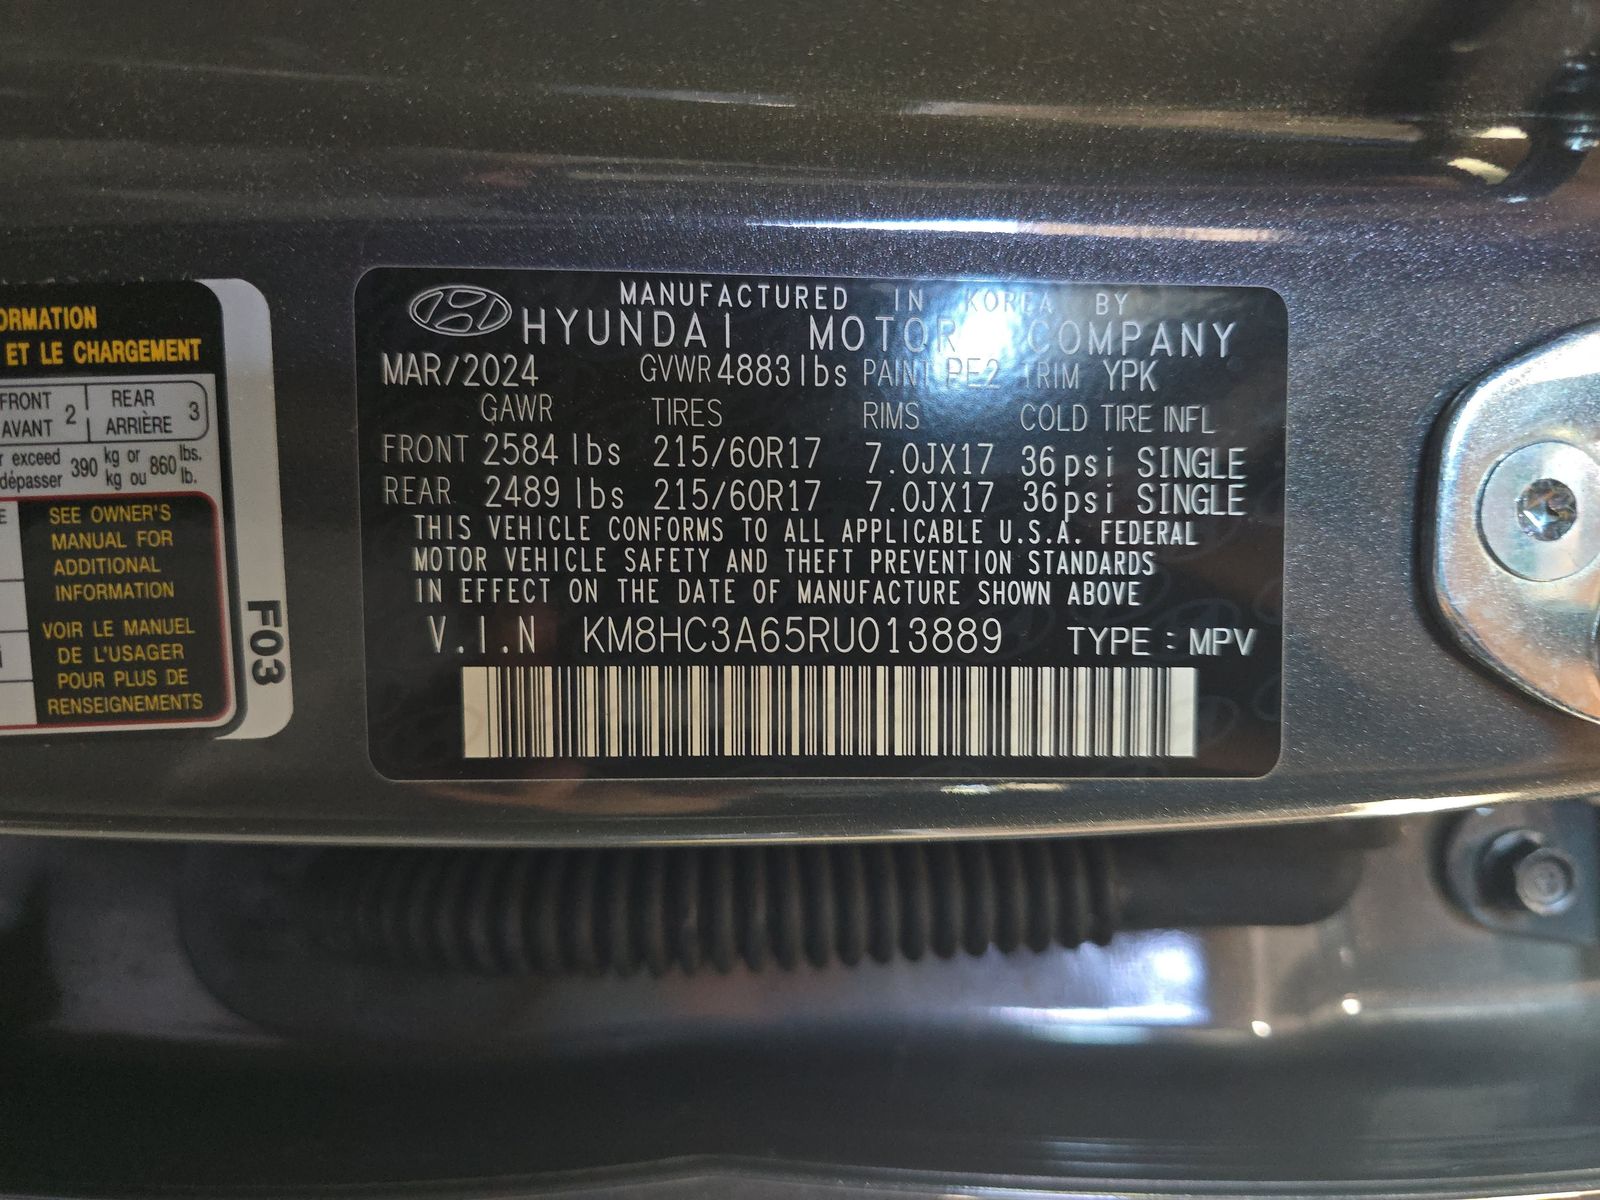 ORMATION
ET LE CHARGEMENT
FRONT 2 REAR 3
AVANT ARRIÈRE
r exceed 390 kg or 860 lbs.
dépasser kg ou lb.
E
SEE OWNER'S
MANUAL FOR
ADDITIONAL
INFORMATION
VOIR LE MANUEL
DE L'USAGER
POUR PLUS DE
RENSEIGNEMENTS
F03
MANUFACTURED IN KOREA BY
HYUNDAI MOTOR COMPANY
MAR/2024 GVWR 4883lbs PAINT PE2 TRIM YPK
GAWR TIRES RIMS COLD TIRE INFL
FRONT 2584 lbs 215/60R17 7.0JX17 36psi SINGLE
REAR 2489 lbs 215/60R17 7.0JX17 36psi SINGLE
THIS VEHICLE CONFORMS TO ALL APPLICABLE U.S.A. FEDERAL
MOTOR VEHICLE SAFETY AND THEFT PREVENTION STANDARDS
IN EFFECT ON THE DATE OF MANUFACTURE SHOWN ABOVE
V.I.N KM8HC3A65RU013889 TYPE : MPV